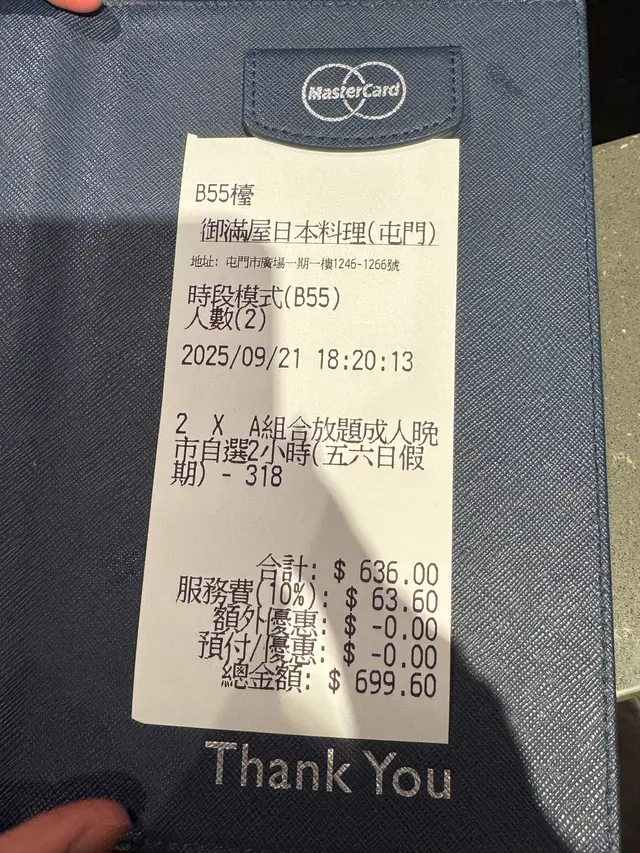 MasterCard
B55檯
御滿屋日本料理(屯門)
地址: 屯門市廣場一期一樓1246-1266號
時段模式(B55)
人數(2)
2025/09/21 18:20:13
2 X A組合放題成人晚
市自選2小時(五六日假
期) - 318
合計: $ 636.00
服務費(10%): $ 63.60
額外優惠: $ -0.00
預付/優惠: $ -0.00
總金額: $ 699.60
Thank You